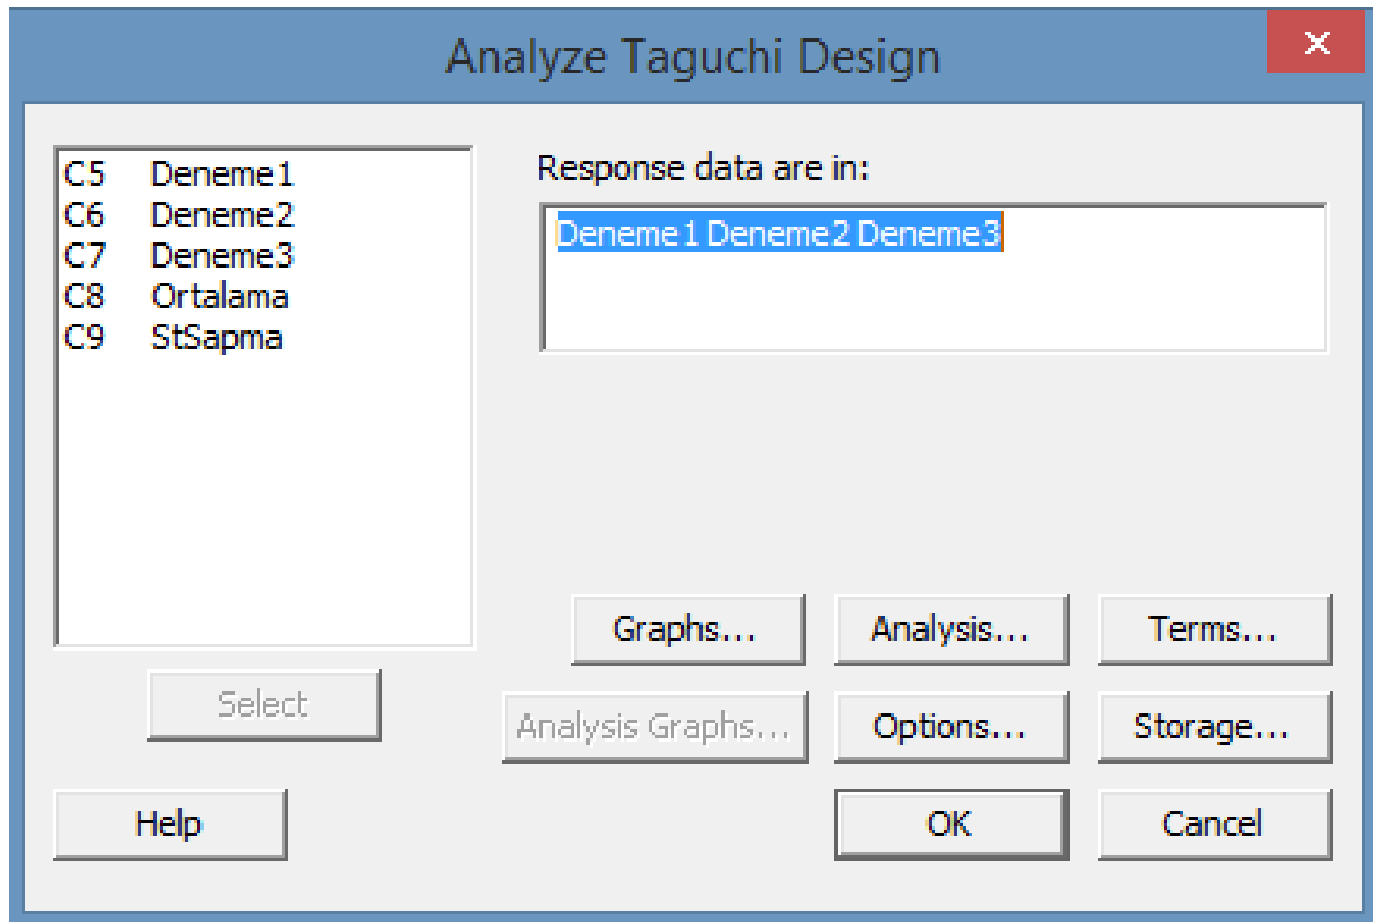 Analyze Taguchi Design
C5 Deneme1
C6 Deneme2
C7 Deneme3
C8 Ortalama
C9 StSapma
Response data are in:
Deneme1 Deneme2 Deneme3
Graphs... Analysis... Terms...
Select
Analysis Graphs... Options... Storage...
Help OK Cancel